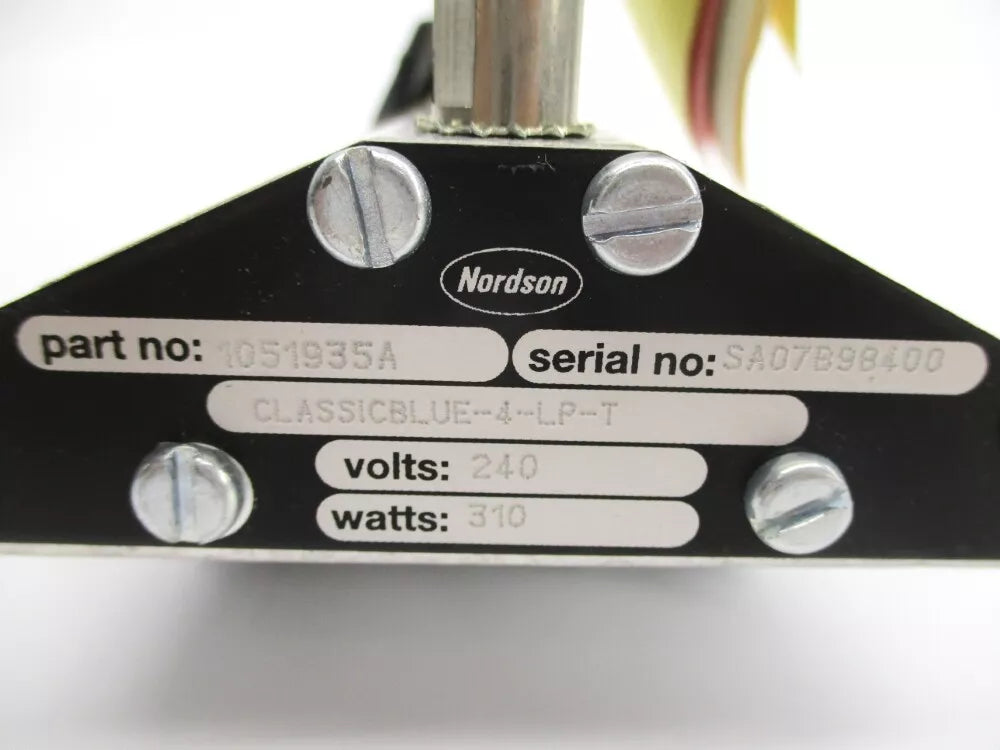 Nordson
part no: 1051935A serial no: SA07B98400
CLASSICBLUE-4-LP-T
volts: 240
watts: 310